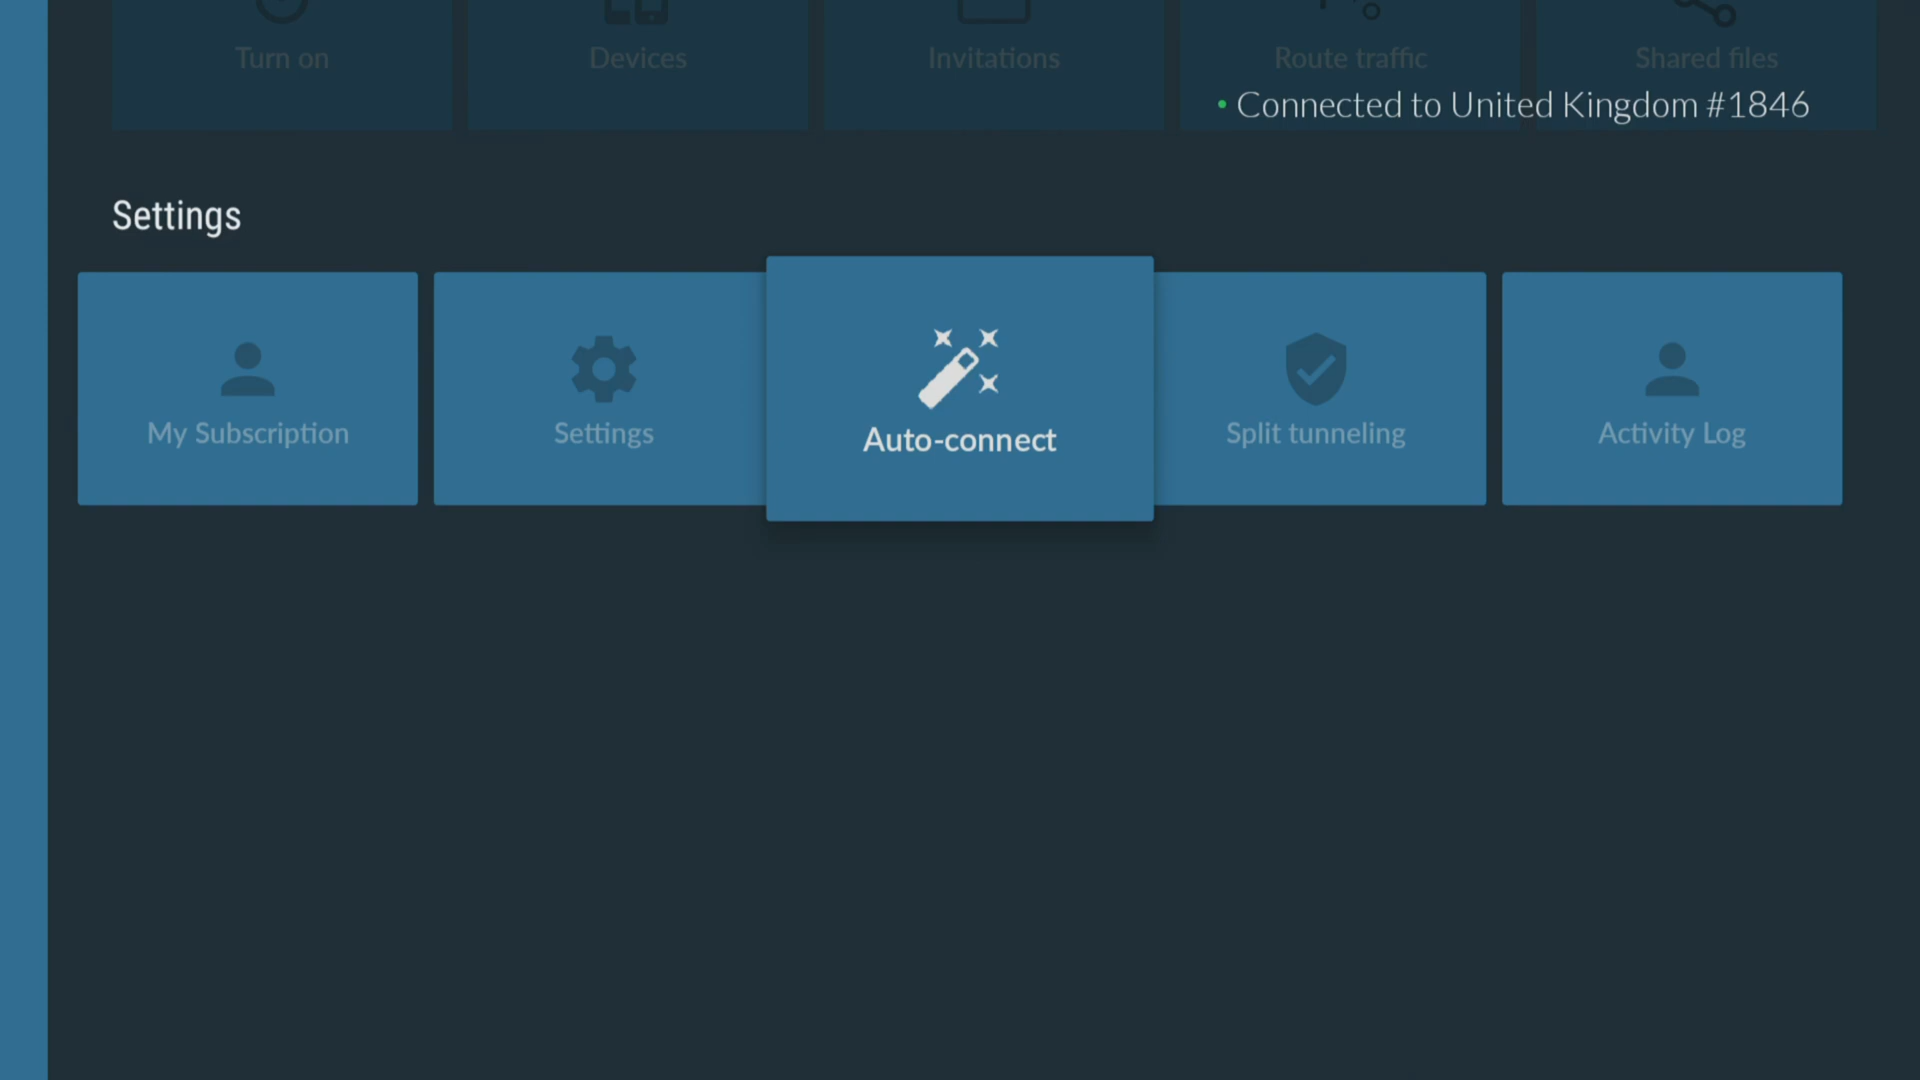 Turn on
Devices
Invitations
Route traffic
Shared files
Connected to United Kingdom #1846
Settings
My Subscription
Settings
Auto-connect
Split tunneling
Activity Log